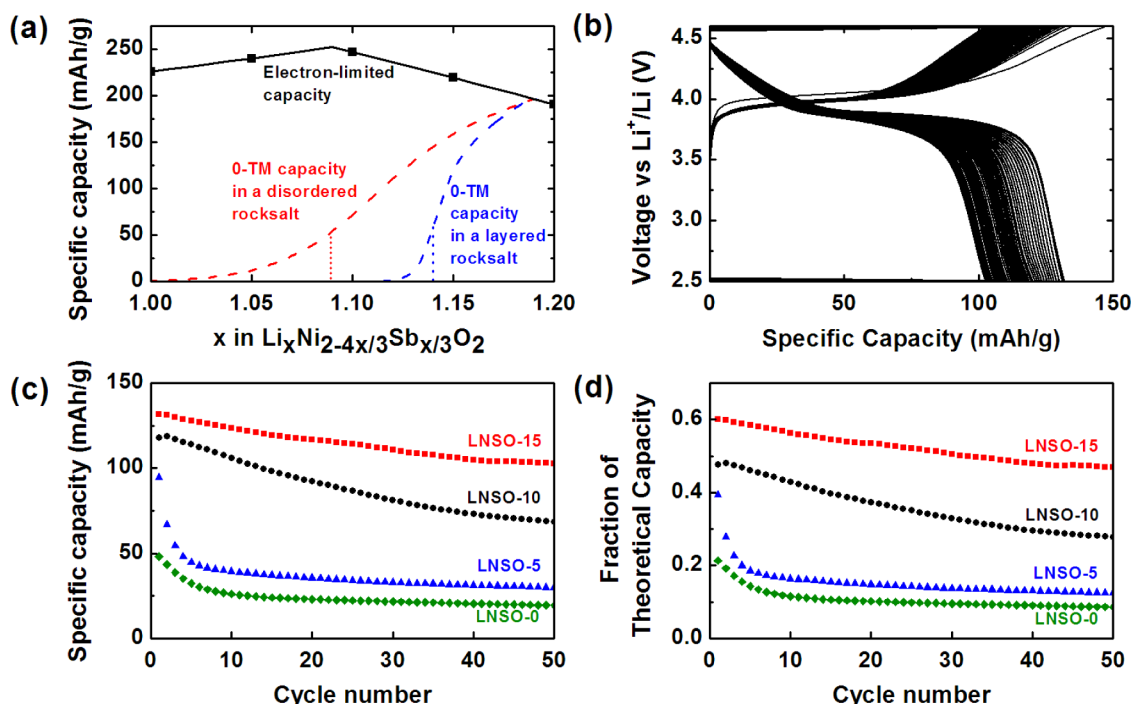 (a)
Specific capacity (mAh/g)
250
200
150
100
50
0
Electron-limited
capacity
0-TM capacity
in a disordered
rocksalt
0-TM
capacity
in a layered
rocksalt
1.00 1.05 1.10 1.15 1.20
x in LiₓNi₂₋₄ₓ/₃Sbₓ/₃O₂
(b)
Voltage vs Li⁺/Li (V)
4.5
4.0
3.5
3.0
2.5
0 50 100 150
Specific Capacity (mAh/g)
(c)
Specific capacity (mAh/g)
150
100
50
0
LNSO-15
LNSO-10
LNSO-5
LNSO-0
0 10 20 30 40 50
Cycle number
(d)
Fraction of
Theoretical Capacity
0.6
0.4
0.2
0.0
LNSO-15
LNSO-10
LNSO-5
LNSO-0
0 10 20 30 40 50
Cycle number